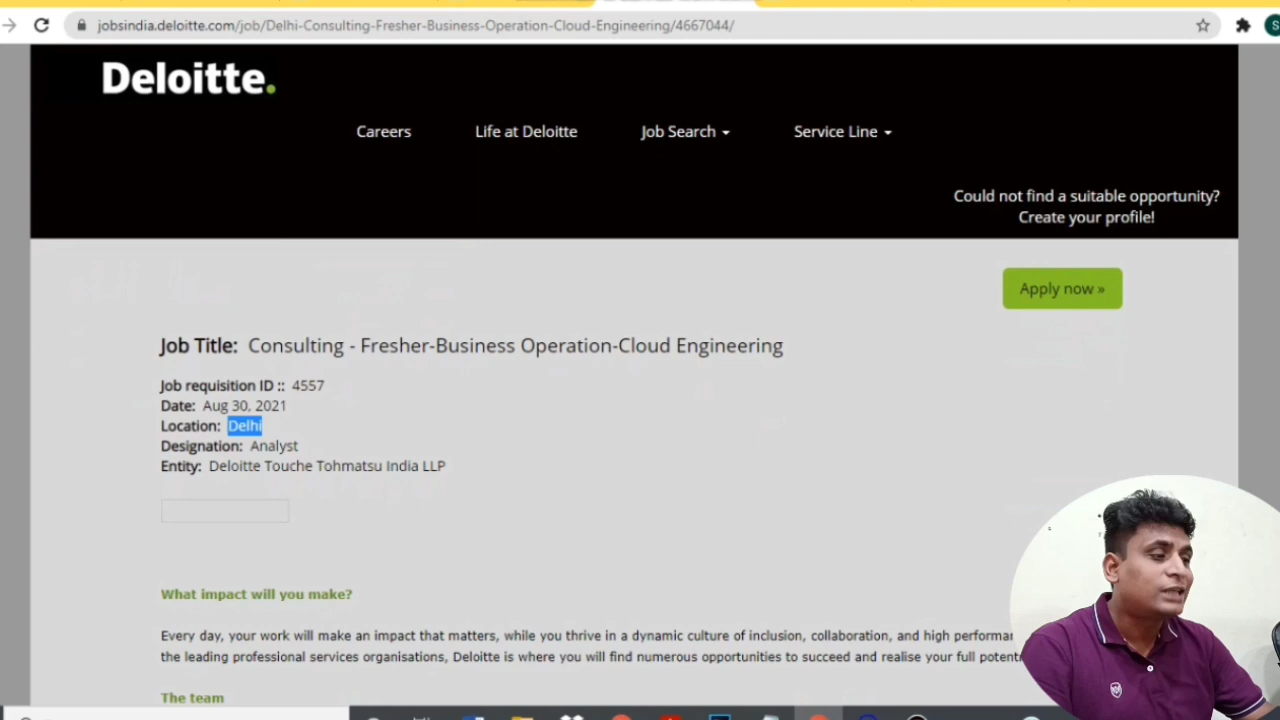 jobsindia.deloitte.com/job/Delhi-Consulting-Fresher-Business-Operation-Cloud-Engineering/4667044/
S
Deloitte.
Careers Life at Deloitte Job Search Service Line
Could not find a suitable opportunity?
Create your profile!
Apply now »
Job Title: Consulting - Fresher-Business Operation-Cloud Engineering
Job requisition ID :: 4557
Date: Aug 30, 2021
Location: Delhi
Designation: Analyst
Entity: Deloitte Touche Tohmatsu India LLP
What impact will you make?
Every day, your work will make an impact that matters, while you thrive in a dynamic culture of inclusion, collaboration, and high performan
the leading professional services organisations, Deloitte is where you will find numerous opportunities to succeed and realise your full potent
The team